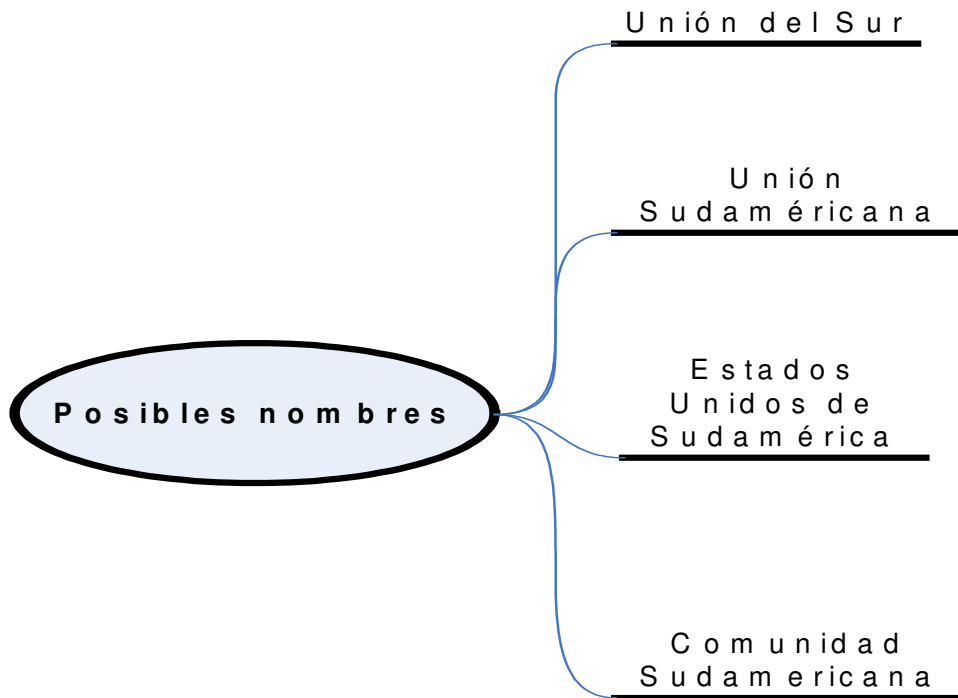 Unión del Sur
Unión
Sudaméricana
Estados
Unidos de
Sudamérica
Posibles nombres
Comunidad
Sudamericana